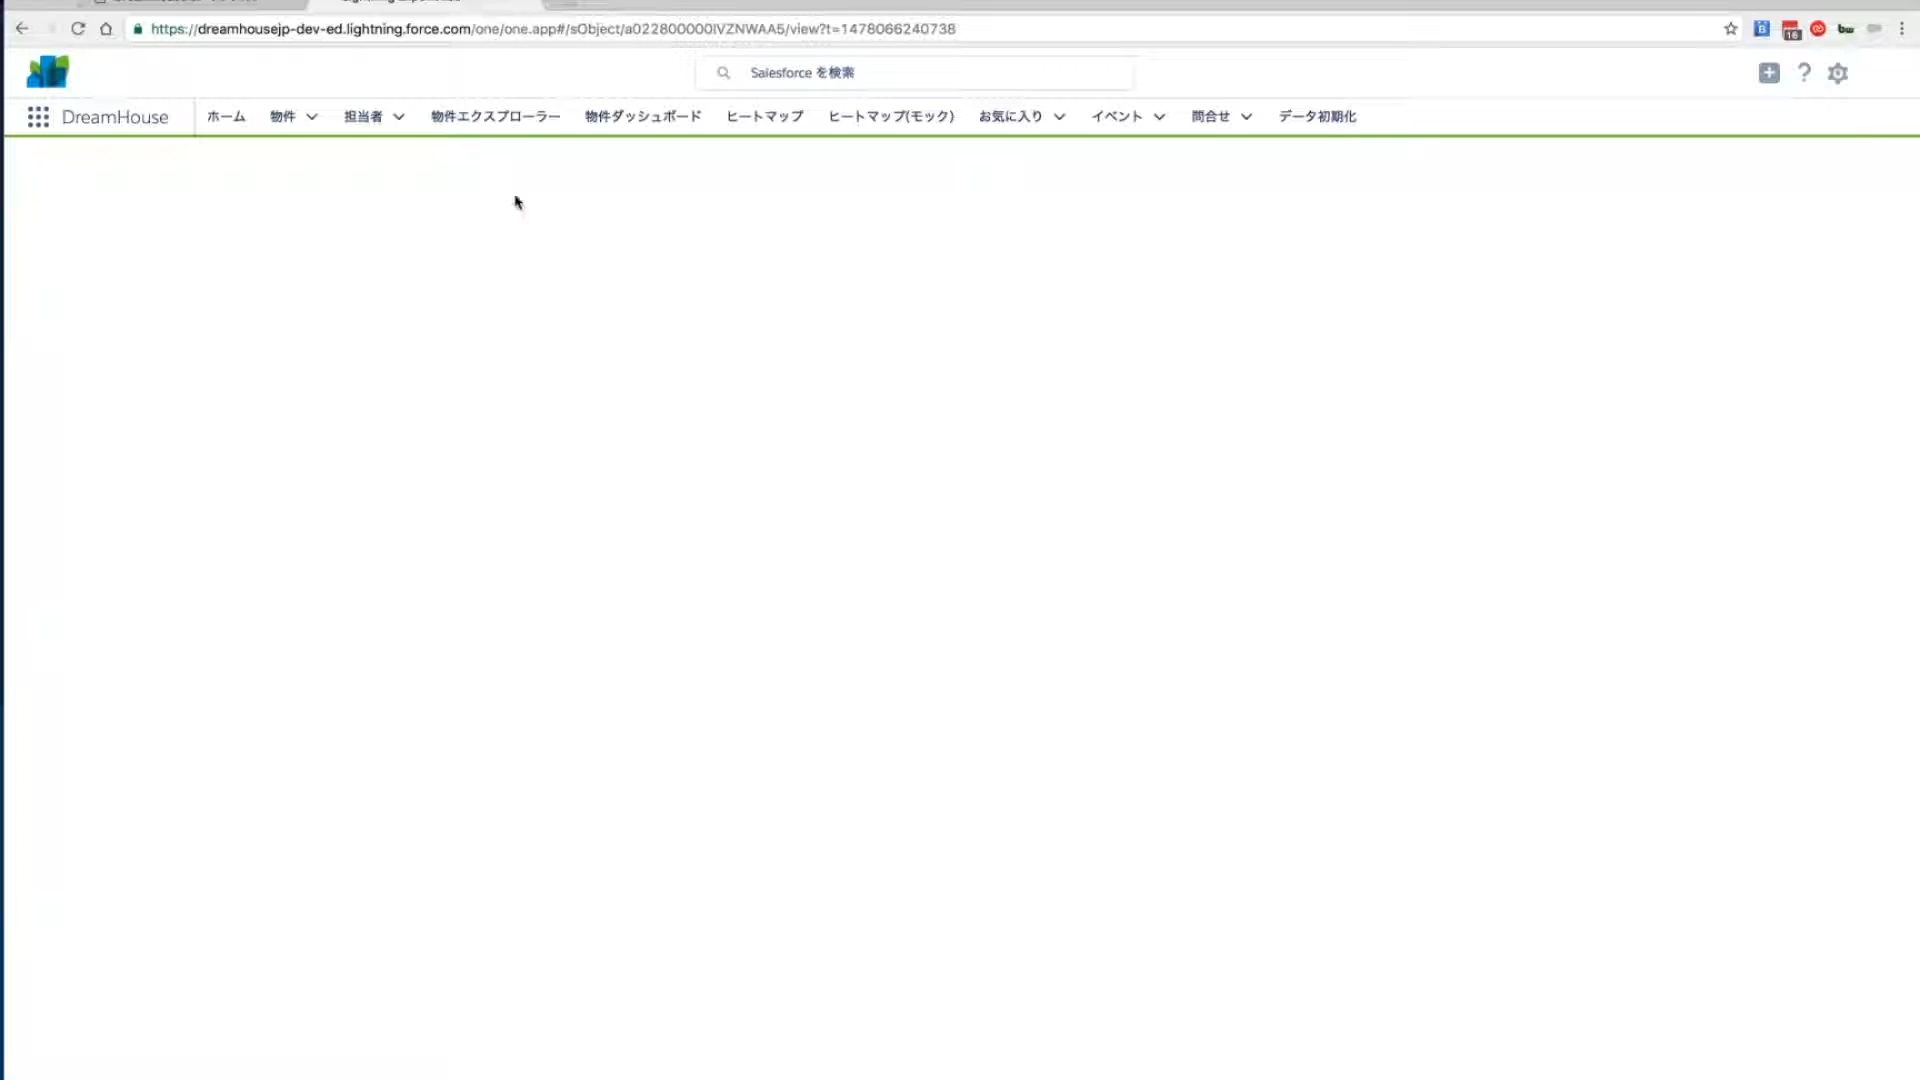 https://dreamhousejp-dev-ed.lightning.force.com/one/one.app#/sObject/a022800000IVZNWAA5/view?t=1478066240738
16
bw
Salesforce を検索
DreamHouse ホーム 物件 担当者 物件エクスプローラー 物件ダッシュボード ヒートマップ ヒートマップ(モック) お気に入り イベント 問合せ データ初期化